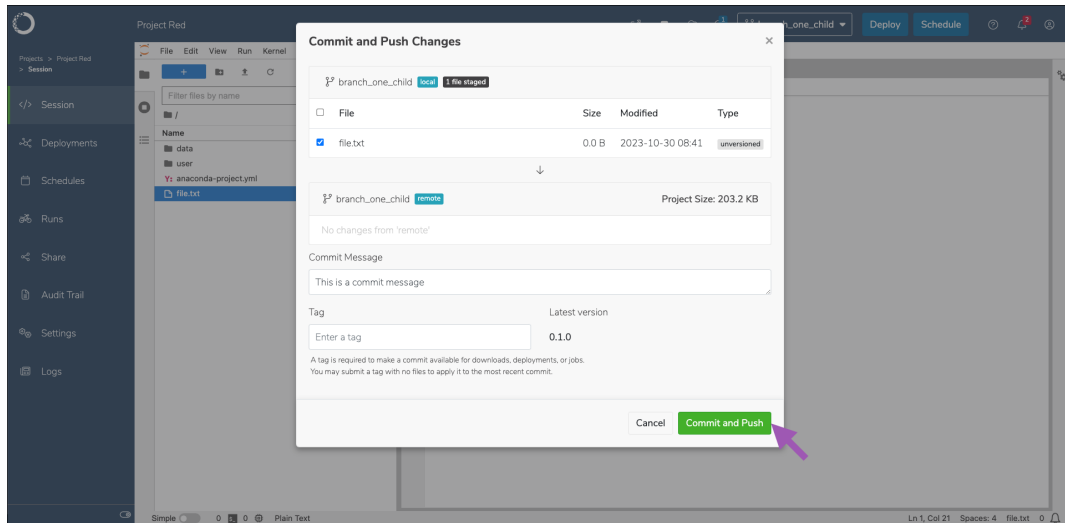 Project Red
h_one_child
Deploy
Schedule
1
2
Projects > Project Red
> Session
Session
Deployments
Schedules
Runs
Share
Audit Trail
Settings
Logs
File Edit View Run Kernel
Filter files by name
/
Name
data
user
anaconda-project.yml
file.txt
Commit and Push Changes
branch_one_child local 1 file staged
File Size Modified Type
file.txt 0.0 B 2023-10-30 08:41 unversioned
branch_one_child remote Project Size: 203.2 KB
No changes from 'remote'
Commit Message
This is a commit message
Tag Latest version
Enter a tag 0.1.0
A tag is required to make a commit available for downloads, deployments, or jobs.
You may submit a tag with no files to apply it to the most recent commit.
Cancel Commit and Push
Simple 0 0 Plain Text Ln 1, Col 21 Spaces: 4 file.txt 0